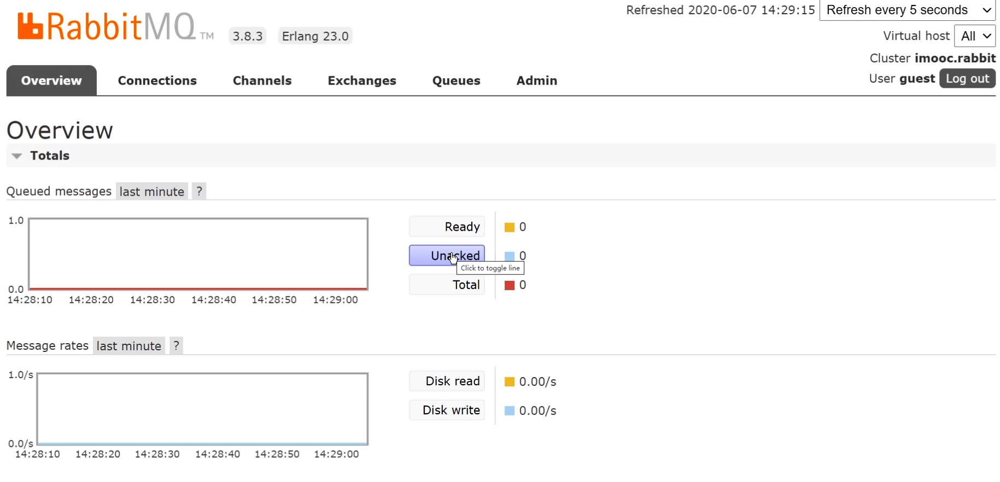 RabbitMQ TM 3.8.3 Erlang 23.0
Refreshed 2020-06-07 14:29:15 Refresh every 5 seconds
Virtual host All
Cluster imooc.rabbit
User guest Log out
Overview Connections Channels Exchanges Queues Admin
Overview
Totals
Queued messages last minute ?
1.0
0.0
14:28:10 14:28:20 14:28:30 14:28:40 14:28:50 14:29:00
Ready 0
Unacked 0
Click to toggle line
Total 0
Message rates last minute ?
1.0/s
0.0/s
14:28:10 14:28:20 14:28:30 14:28:40 14:28:50 14:29:00
Disk read 0.00/s
Disk write 0.00/s